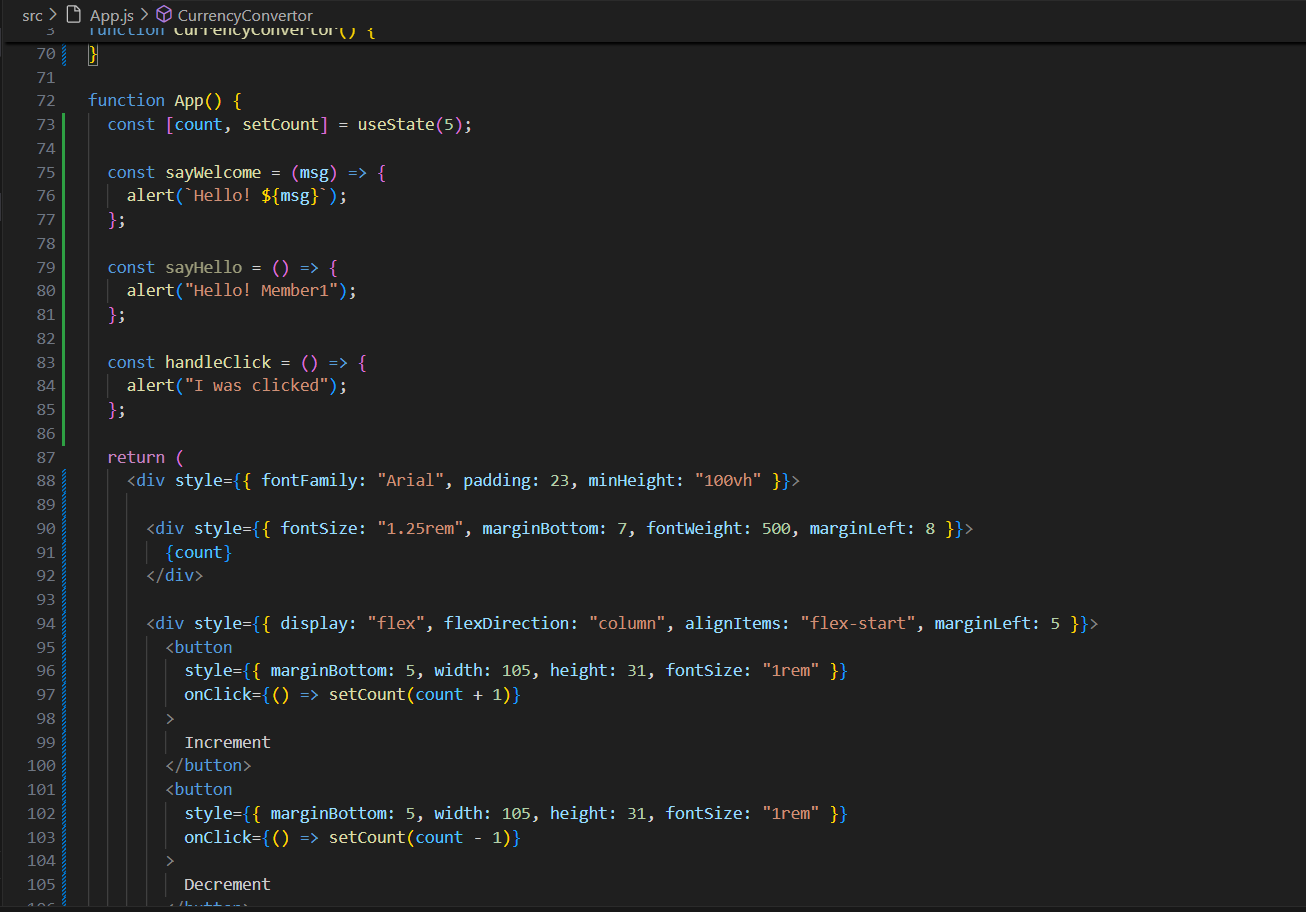 src > App.js > CurrencyConvertor
3 function CurrencyConvertor() {
70 }
71
72 function App() {
73 const [count, setCount] = useState(5);
74
75 const sayWelcome = (msg) => {
76 alert(`Hello! ${msg}`);
77 };
78
79 const sayHello = () => {
80 alert("Hello! Member1");
81 };
82
83 const handleClick = () => {
84 alert("I was clicked");
85 };
86
87 return (
88 <div style={{ fontFamily: "Arial", padding: 23, minHeight: "100vh" }}>
89
90 <div style={{ fontSize: "1.25rem", marginBottom: 7, fontWeight: 500, marginLeft: 8 }}>
91 {count}
92 </div>
93
94 <div style={{ display: "flex", flexDirection: "column", alignItems: "flex-start", marginLeft: 5 }}>
95 <button
96 style={{ marginBottom: 5, width: 105, height: 31, fontSize: "1rem" }}
97 onClick={() => setCount(count + 1)}
98 >
99 Increment
100 </button>
101 <button
102 style={{ marginBottom: 5, width: 105, height: 31, fontSize: "1rem" }}
103 onClick={() => setCount(count - 1)}
104 >
105 Decrement
106 </button>